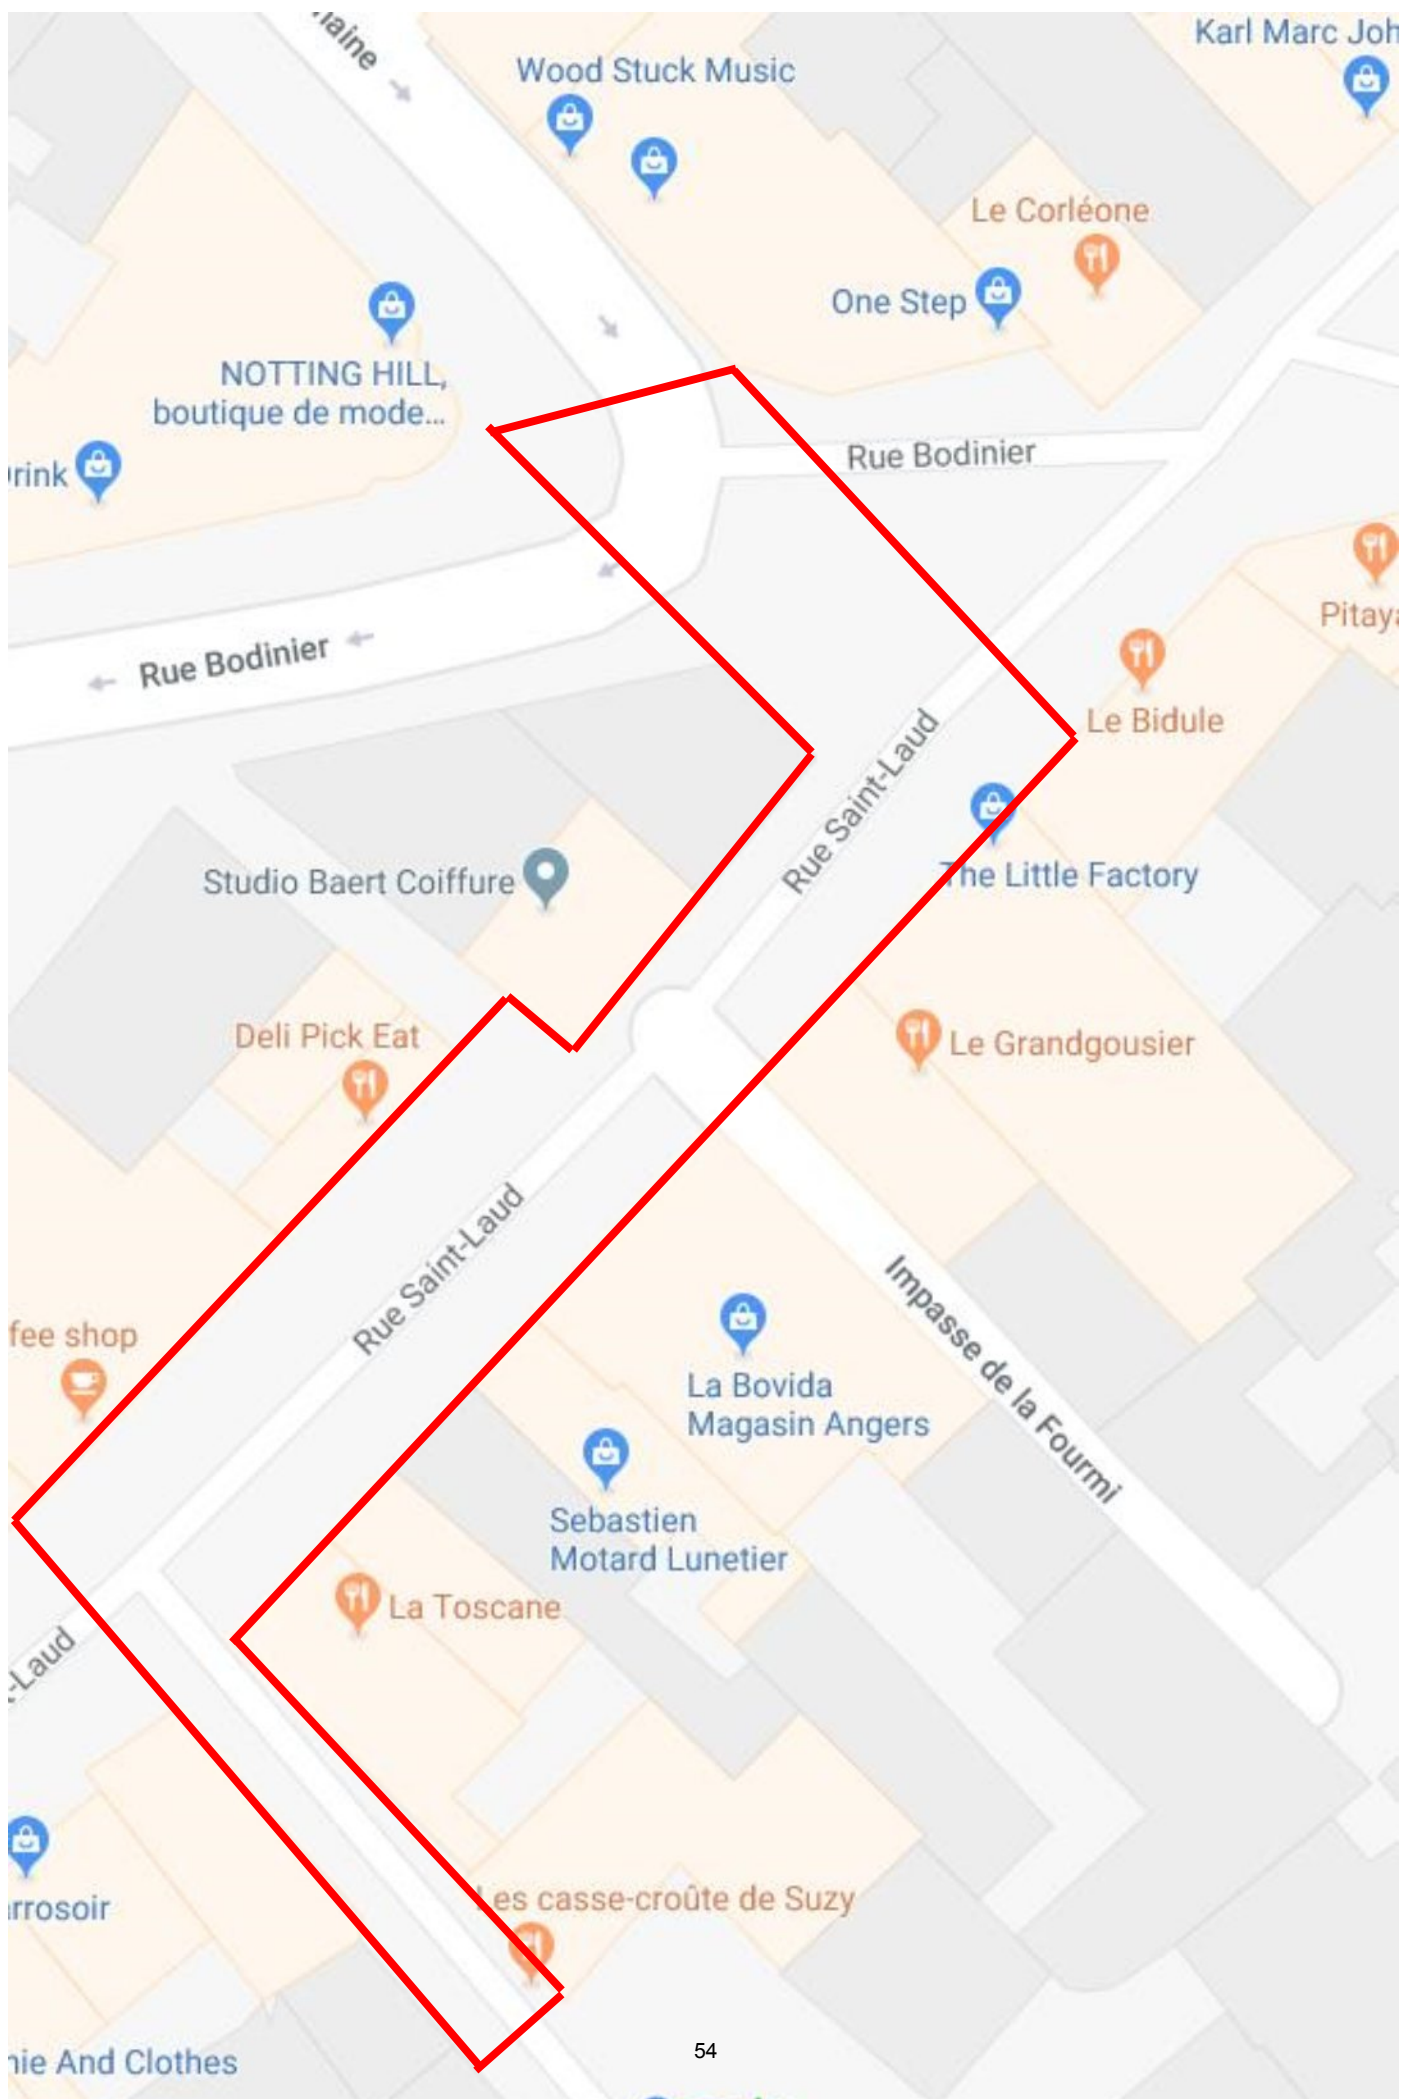 Karl Marc Joh
Wood Stuck Music
Le Corléone
One Step
NOTTING HILL,
boutique de mode...
Rue Bodinier
Rue Bodinier
Pitaya
Le Bidule
Rue Saint-Laud
The Little Factory
Studio Baert Coiffure
Deli Pick Eat
Le Grandgousier
Rue Saint-Laud
Impasse de la Fourmi
fee shop
La Bovida
Magasin Angers
Sebastien
Motard Lunetier
La Toscane
-Laud
Les casse-croûte de Suzy
rrosoir
54
nie And Clothes